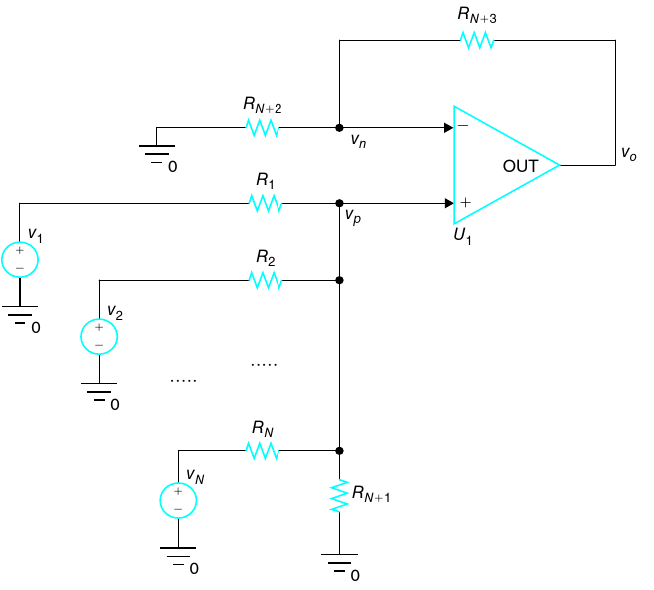 R_{N+3}
R_{N+2}
−
v_n
0
OUT
v_o
R_1
v_p
+
U_1
v_1
+
−
R_2
0
v_2
+
−
.....
.....
0
R_N
v_N
+
−
R_{N+1}
0
0